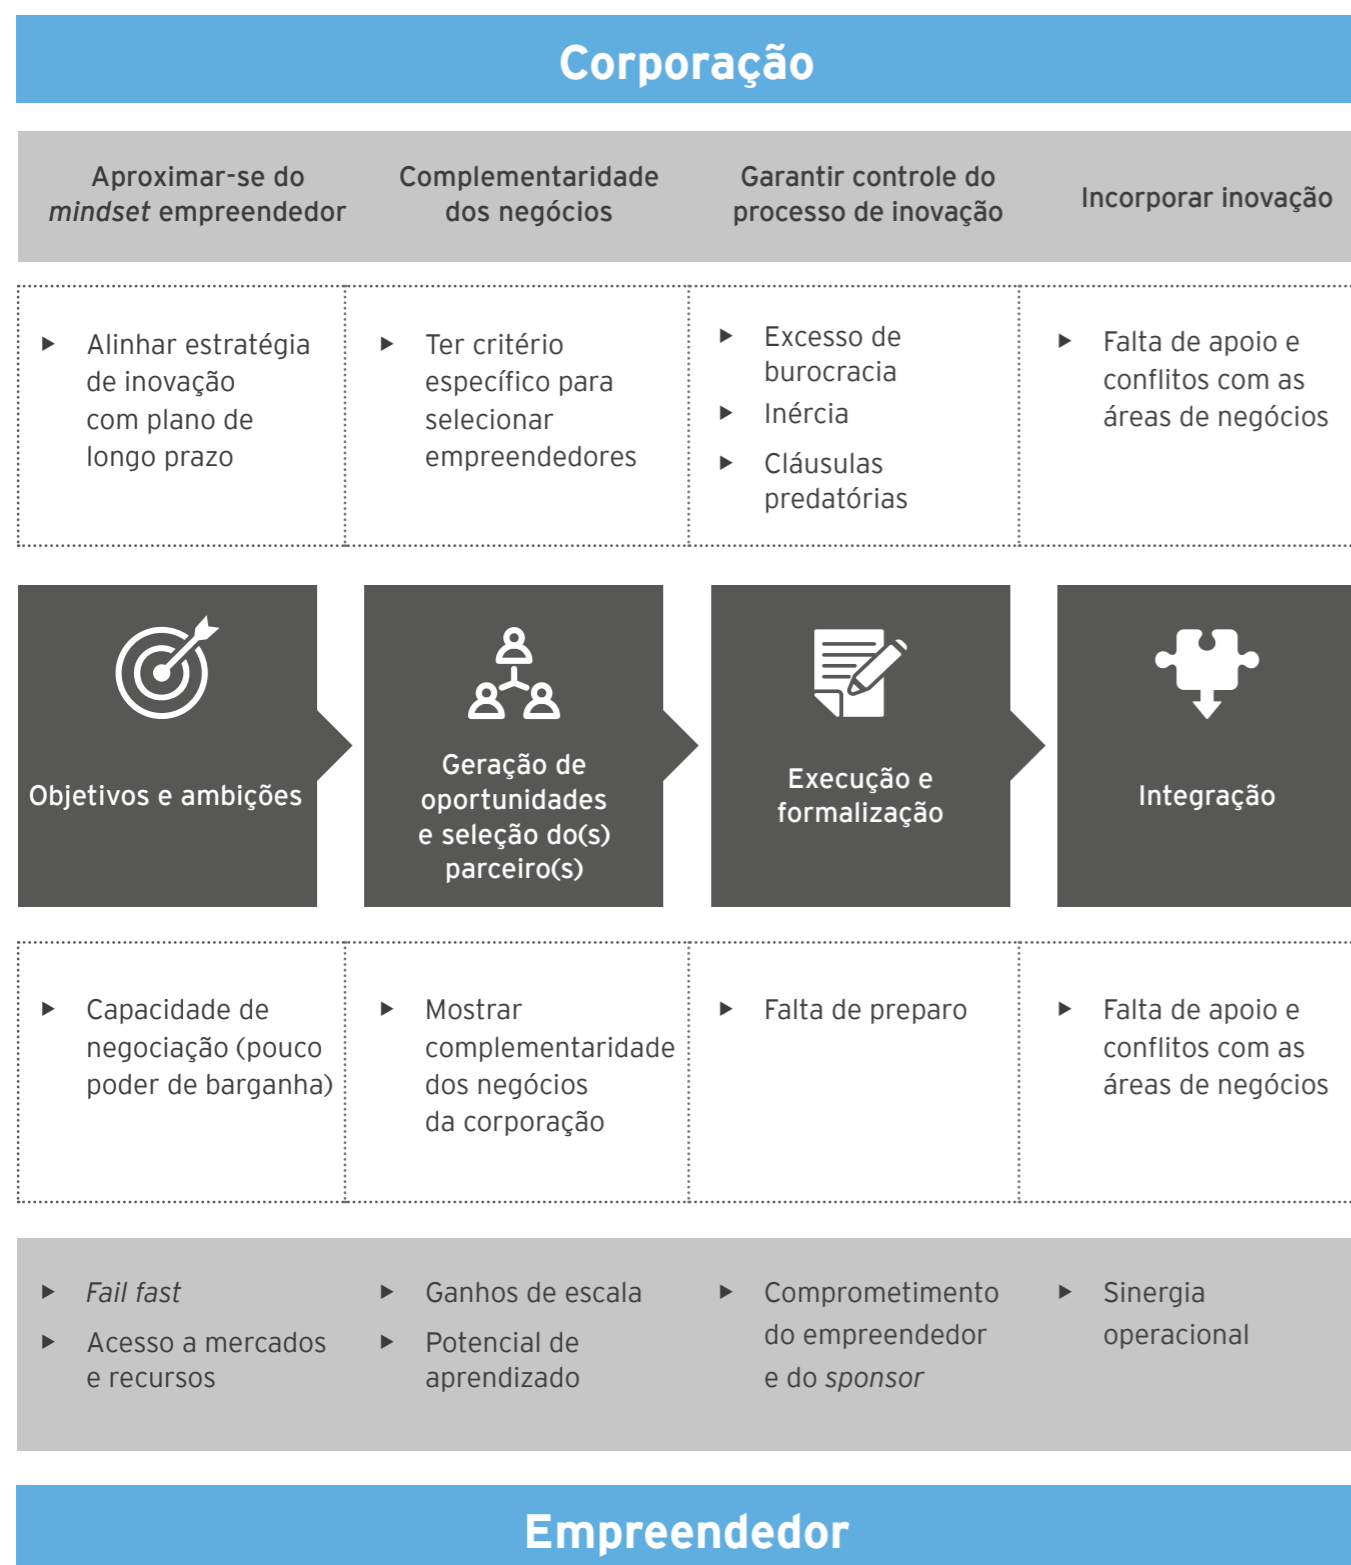 Corporação
Aproximar-se do
mindset empreendedor
Complementaridade
dos negócios
Garantir controle do
processo de inovação
Incorporar inovação
▶ Alinhar estratégia
de inovação
com plano de
longo prazo
▶ Ter critério
específico para
selecionar
empreendedores
▶ Excesso de
burocracia
▶ Inércia
▶ Cláusulas
predatórias
▶ Falta de apoio e
conflitos com as
áreas de negócios
Objetivos e ambições
Geração de
oportunidades
e seleção do(s)
parceiro(s)
Execução e
formalização
Integração
▶ Capacidade de
negociação (pouco
poder de barganha)
▶ Mostrar
complementaridade
dos negócios
da corporação
▶ Falta de preparo
▶ Falta de apoio e
conflitos com as
áreas de negócios
▶ Fail fast
▶ Acesso a mercados
e recursos
▶ Ganhos de escala
▶ Potencial de
aprendizado
▶ Comprometimento
do empreendedor
e do sponsor
▶ Sinergia
operacional
Empreendedor